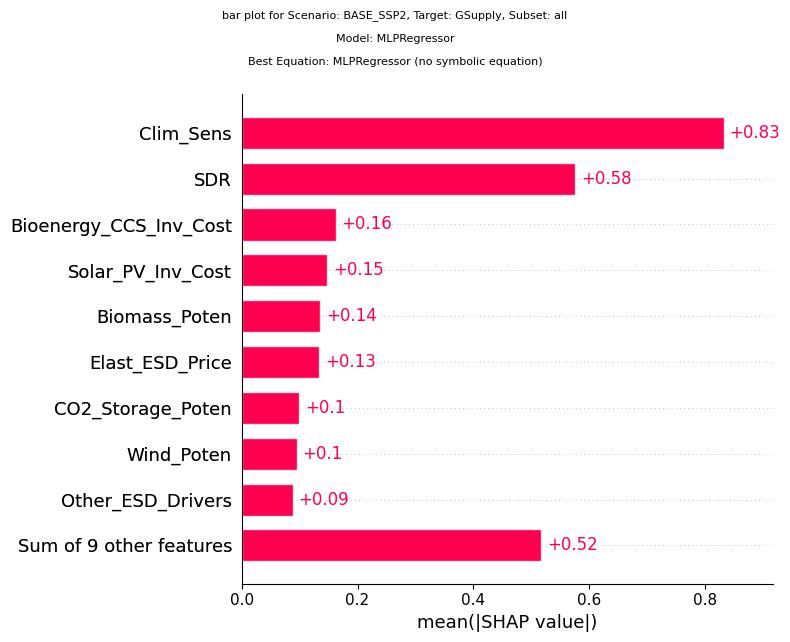 bar plot for Scenario: BASE_SSP2, Target: GSupply, Subset: all
Model: MLPRegressor
Best Equation: MLPRegressor (no symbolic equation)
Clim_Sens +0.83
SDR +0.58
Bioenergy_CCS_Inv_Cost +0.16
Solar_PV_Inv_Cost +0.15
Biomass_Poten +0.14
Elast_ESD_Price +0.13
CO2_Storage_Poten +0.1
Wind_Poten +0.1
Other_ESD_Drivers +0.09
Sum of 9 other features +0.52
0.0 0.2 0.4 0.6 0.8
mean(|SHAP value|)